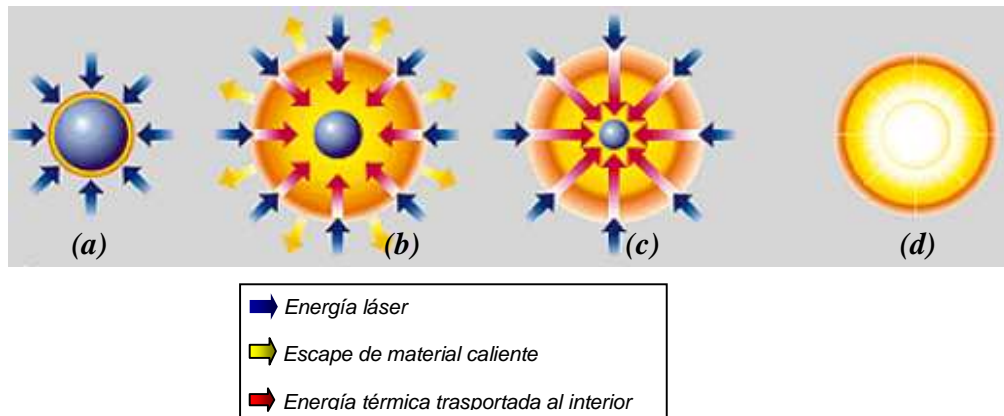 (a) (b) (c) (d)
Energía láser
Escape de material caliente
Energía térmica trasportada al interior